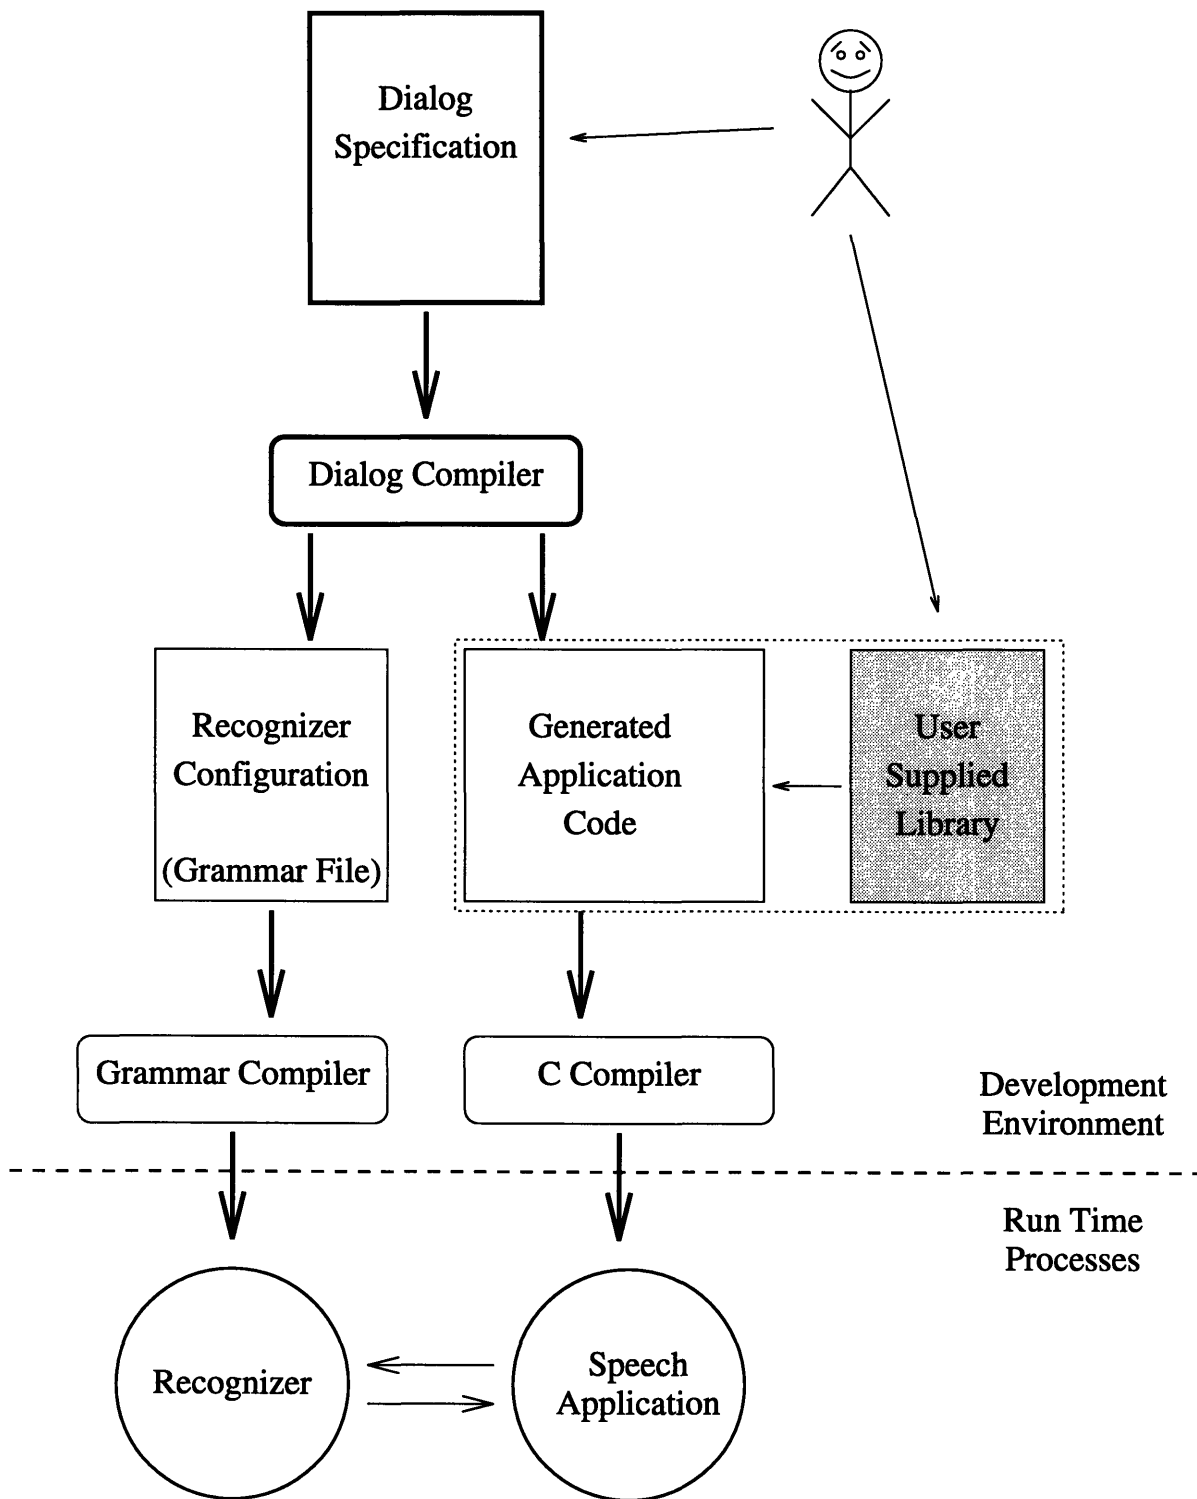 Dialog
Specification
Dialog Compiler
Recognizer
Configuration
(Grammar File)
Generated
Application
Code
User
Supplied
Library
Grammar Compiler
C Compiler
Development
Environment
Run Time
Processes
Recognizer
Speech
Application